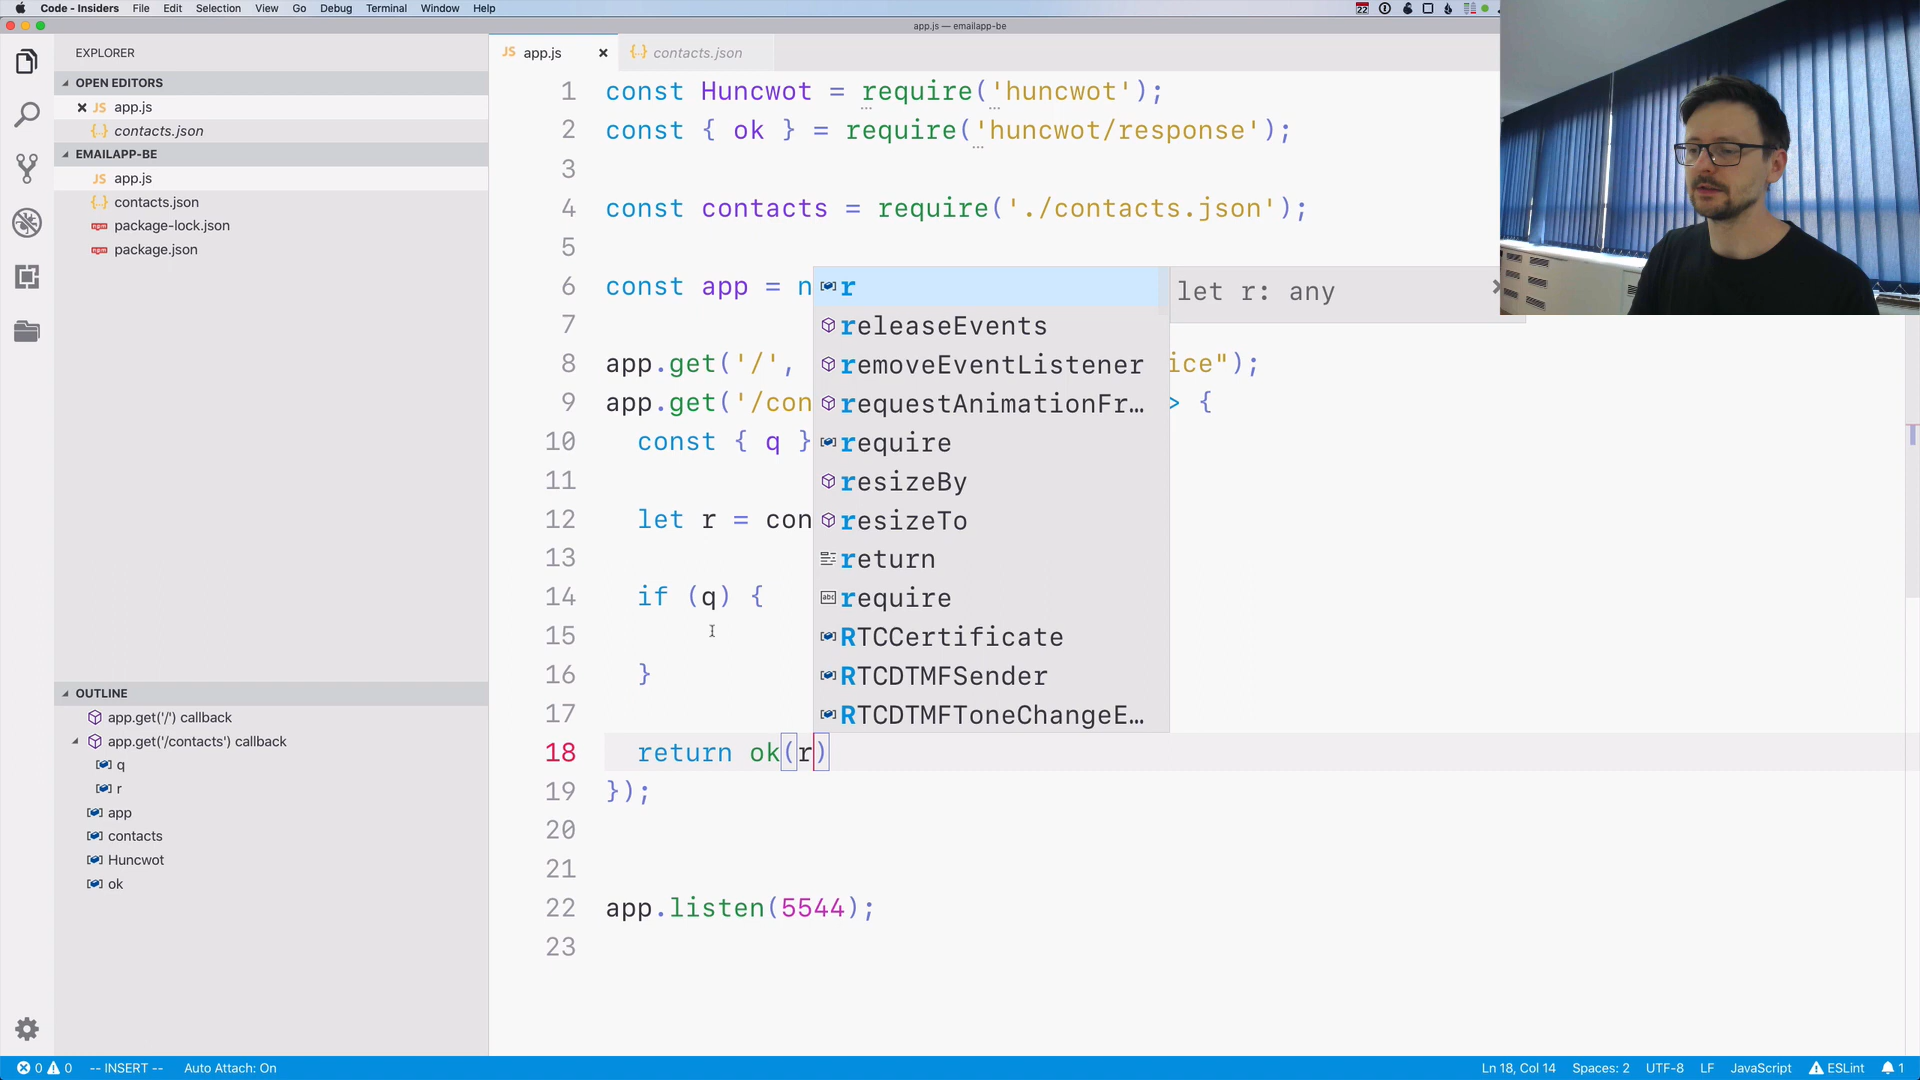 Code - Insiders File Edit Selection View Go Debug Terminal Window Help
22
app.js — emailapp-be
EXPLORER
OPEN EDITORS
JS app.js
{..} contacts.json
EMAILAPP-BE
JS app.js
{..} contacts.json
package-lock.json
package.json
OUTLINE
app.get('/') callback
app.get('/contacts') callback
q
r
app
contacts
Huncwot
ok
JS app.js
{..} contacts.json
1 const Huncwot = require('huncwot');
2 const { ok } = require('huncwot/response');
3
4 const contacts = require('./contacts.json');
5
6 const app = n
7
8 app.get('/', ice");
9 app.get('/con > {
10 const { q }
11
12 let r = con
13
14 if (q) {
15
16 }
17
18 return ok(r)
19 });
20
21
22 app.listen(5544);
23
r
releaseEvents
removeEventListener
requestAnimationFr…
require
resizeBy
resizeTo
return
abc require
RTCCertificate
RTCDTMFSender
RTCDTMFToneChangeE…
let r: any
0 0 -- INSERT -- Auto Attach: On
Ln 18, Col 14 Spaces: 2 UTF-8 LF JavaScript ESLint 1